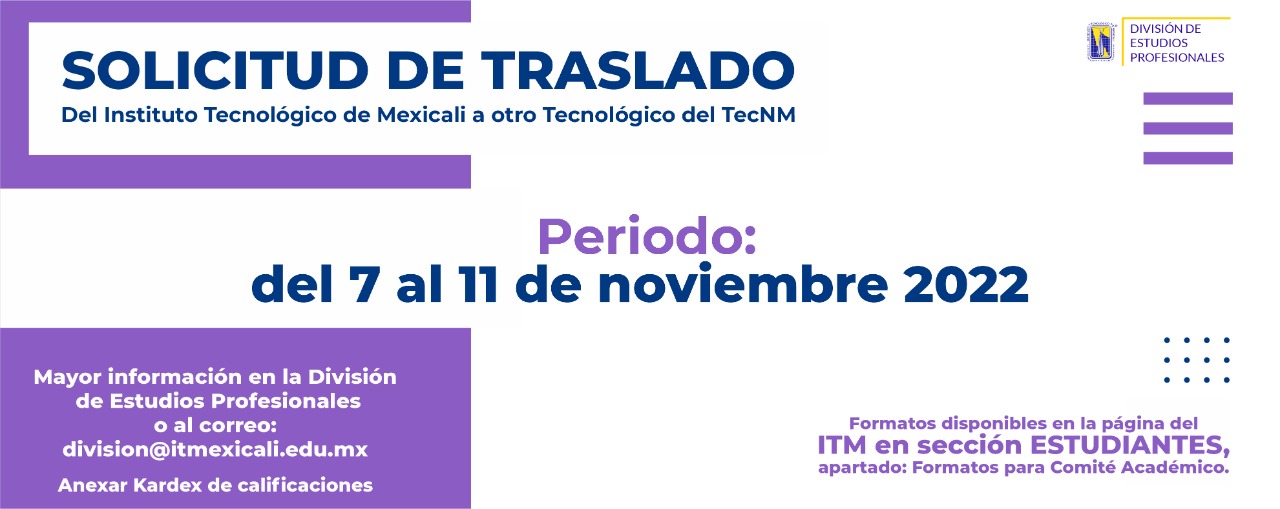 SOLICITUD DE TRASLADO
Del Instituto Tecnológico de Mexicali a otro Tecnológico del TecNM
DIVISIÓN DE
ESTUDIOS
PROFESIONALES
Periodo:
del 7 al 11 de noviembre 2022
Mayor información en la División
de Estudios Profesionales
o al correo:
division@itmexicali.edu.mx
Anexar Kardex de calificaciones
Formatos disponibles en la página del
ITM en sección ESTUDIANTES,
apartado: Formatos para Comité Académico.